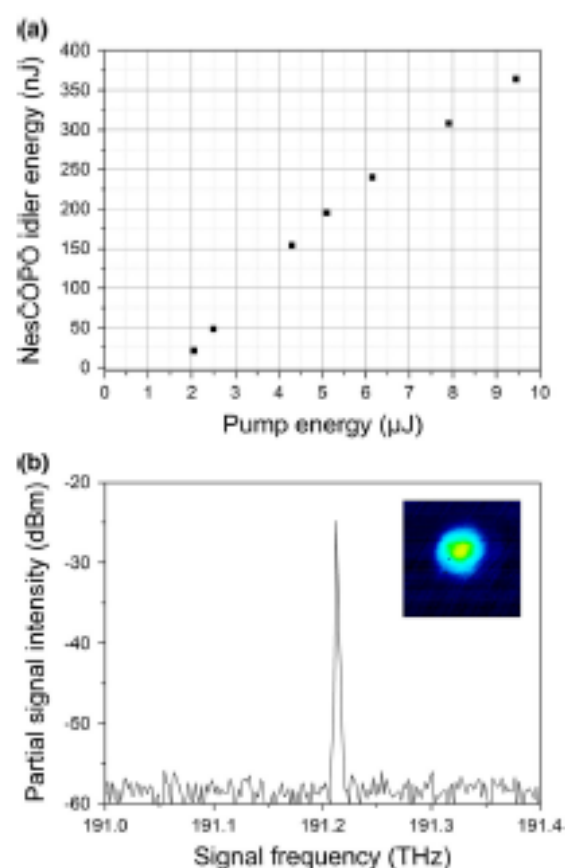 (a)
NesCOPO idler energy (nJ)
400
350
300
250
200
150
100
50
0
0 1 2 3 4 5 6 7 8 9 10
Pump energy (µJ)
(b)
Partial signal intensity (dBm)
-20
-30
-40
-50
-60
191.0 191.1 191.2 191.3 191.4
Signal frequency (THz)